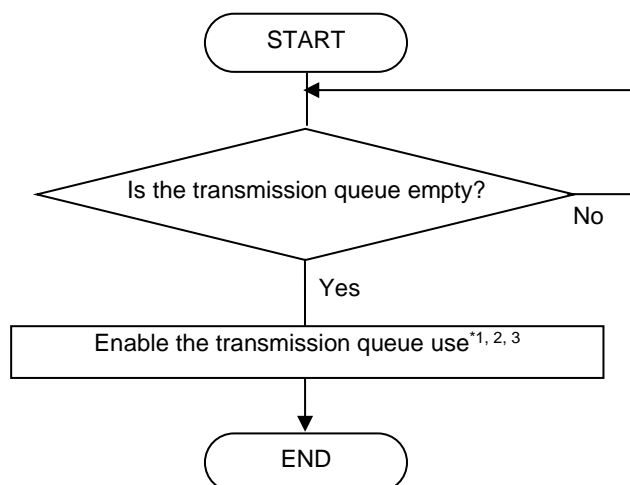 START
Is the transmission queue empty?
No
Yes
Enable the transmission queue use*1, 2, 3
END